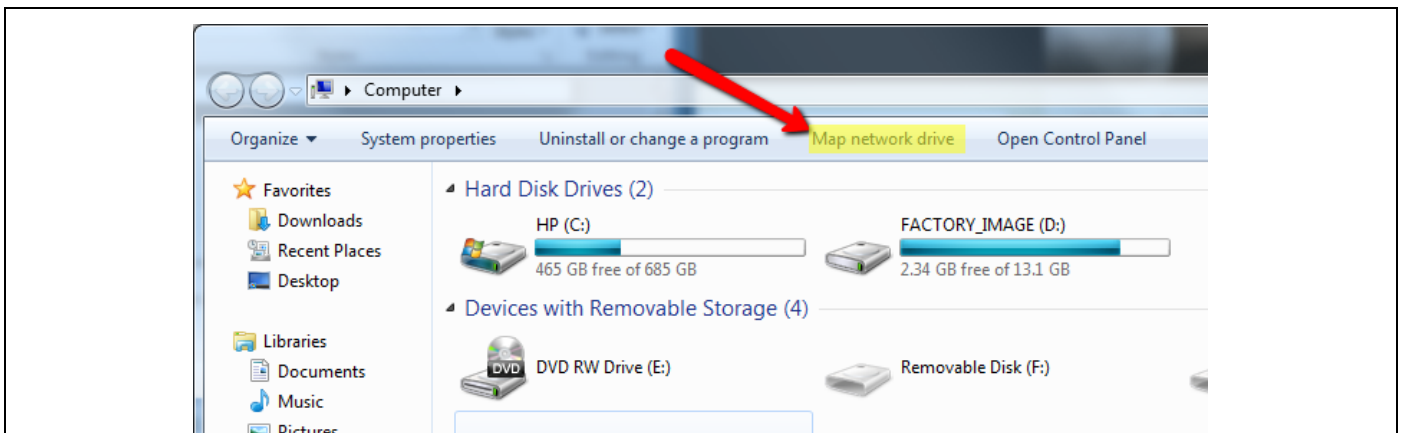 Computer
Organize System properties Uninstall or change a program Map network drive Open Control Panel
Favorites
Downloads
Recent Places
Desktop
Libraries
Documents
Music
Pictures
Hard Disk Drives (2)
HP (C:)
465 GB free of 685 GB
FACTORY_IMAGE (D:)
2.34 GB free of 13.1 GB
Devices with Removable Storage (4)
DVD
DVD RW Drive (E:)
Removable Disk (F:)